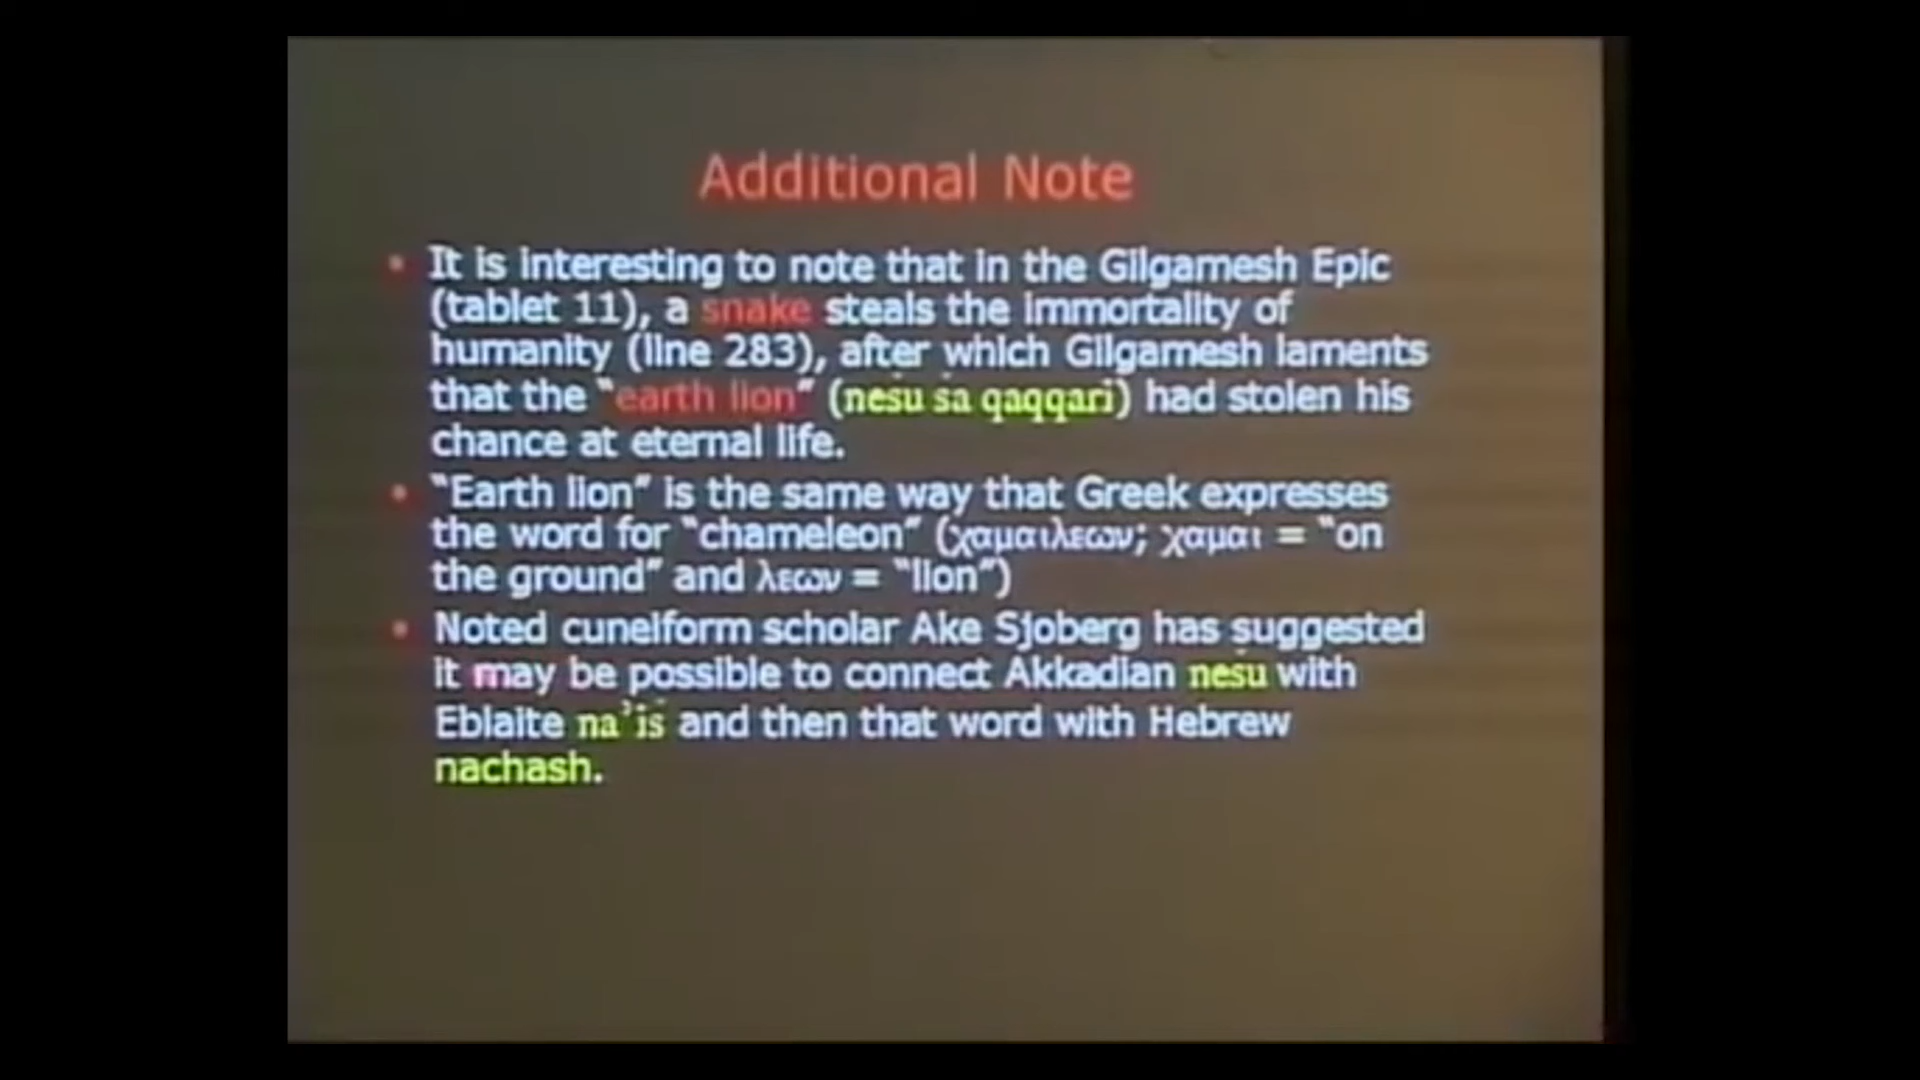 Additional Note
• It is interesting to note that in the Gilgamesh Epic
(tablet 11), a snake steals the immortality of
humanity (line 283), after which Gilgamesh laments
that the “earth lion” (nešu ša qaqqari) had stolen his
chance at eternal life.
• “Earth lion” is the same way that Greek expresses
the word for “chameleon” (χαμαιλεων; χαμαι = “on
the ground” and λεων = “lion”)
• Noted cuneiform scholar Ake Sjoberg has suggested
it may be possible to connect Akkadian nešu with
Eblaite na’iš and then that word with Hebrew
nachash.